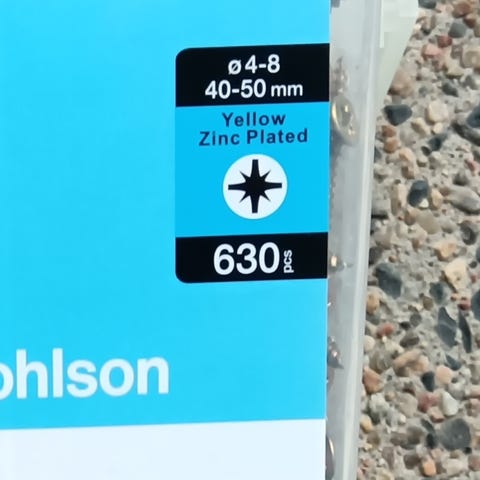 ø4-8
40-50 mm
Yellow
Zinc Plated
630 pcs
ohlson